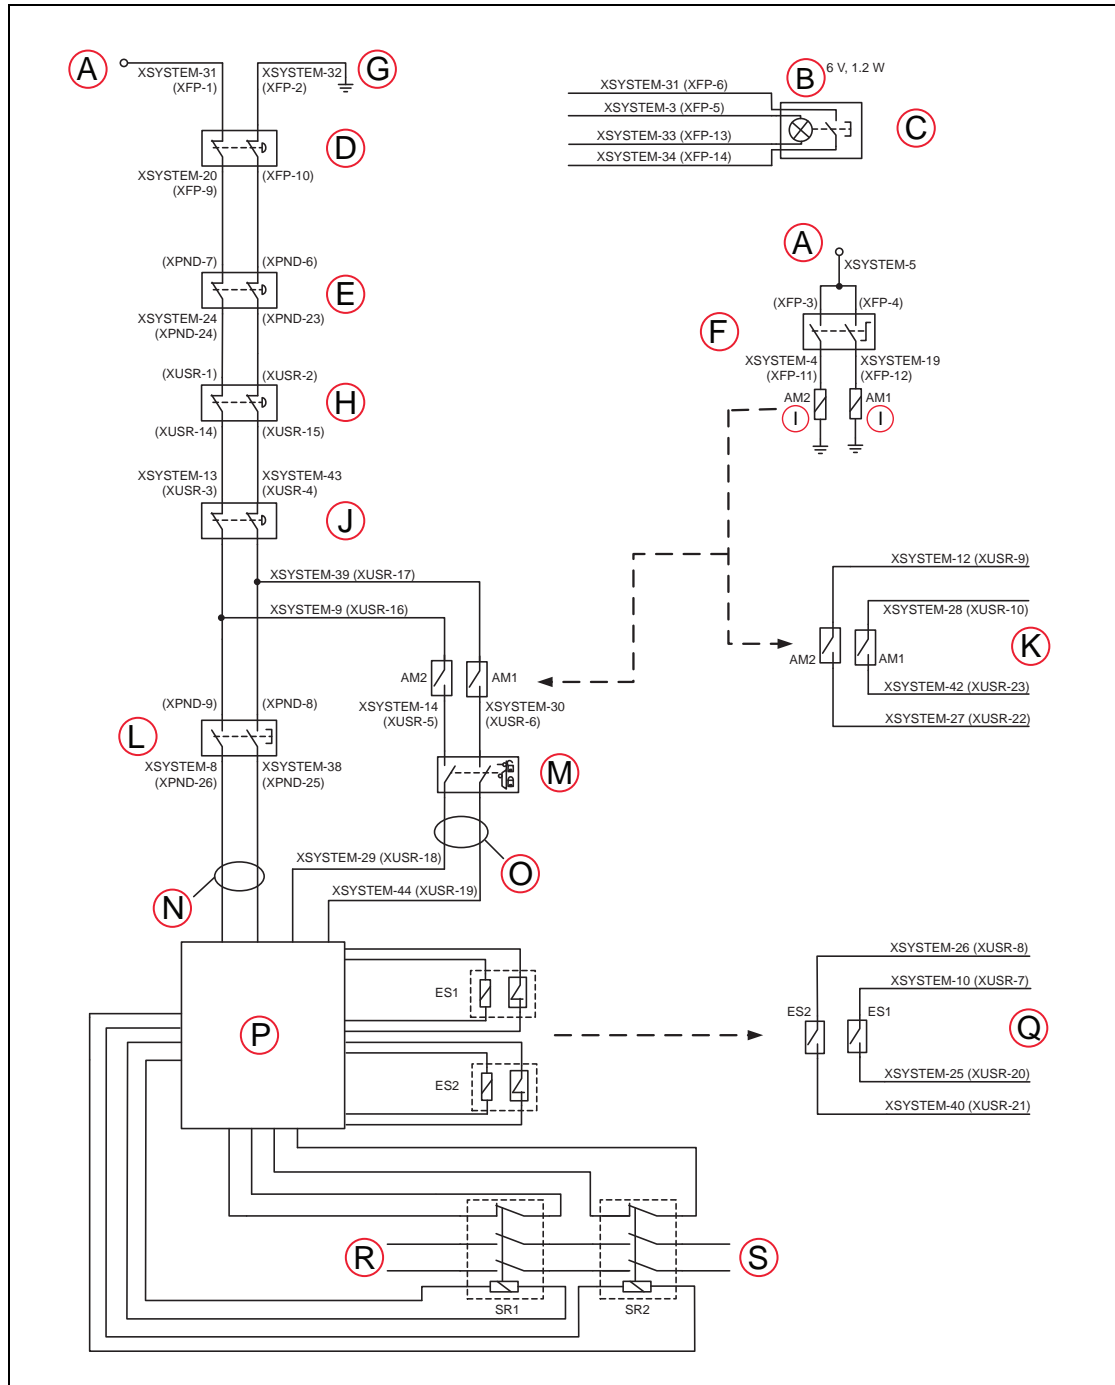 A
XSYSTEM-31
(XFP-1)
XSYSTEM-32
(XFP-2)
G
B
6 V, 1.2 W
XSYSTEM-31 (XFP-6)
XSYSTEM-3 (XFP-5)
XSYSTEM-33 (XFP-13)
XSYSTEM-34 (XFP-14)
C
D
XSYSTEM-20
(XFP-9)
(XFP-10)
A
XSYSTEM-5
(XPND-7)
(XPND-6)
E
XSYSTEM-24
(XPND-24)
(XPND-23)
(XFP-3)
(XFP-4)
F
XSYSTEM-4
(XFP-11)
XSYSTEM-19
(XFP-12)
AM2
AM1
I
I
(XUSR-1)
(XUSR-2)
H
(XUSR-14)
(XUSR-15)
XSYSTEM-13
(XUSR-3)
XSYSTEM-43
(XUSR-4)
J
XSYSTEM-39 (XUSR-17)
XSYSTEM-9 (XUSR-16)
XSYSTEM-12 (XUSR-9)
XSYSTEM-28 (XUSR-10)
K
AM2
AM1
XSYSTEM-42 (XUSR-23)
XSYSTEM-27 (XUSR-22)
AM2
AM1
XSYSTEM-14
(XUSR-5)
XSYSTEM-30
(XUSR-6)
(XPND-9)
(XPND-8)
L
XSYSTEM-8
(XPND-26)
XSYSTEM-38
(XPND-25)
M
XSYSTEM-29 (XUSR-18)
O
XSYSTEM-44 (XUSR-19)
N
P
ES1
ES2
XSYSTEM-26 (XUSR-8)
XSYSTEM-10 (XUSR-7)
ES2
ES1
Q
XSYSTEM-25 (XUSR-20)
XSYSTEM-40 (XUSR-21)
R
S
SR1
SR2